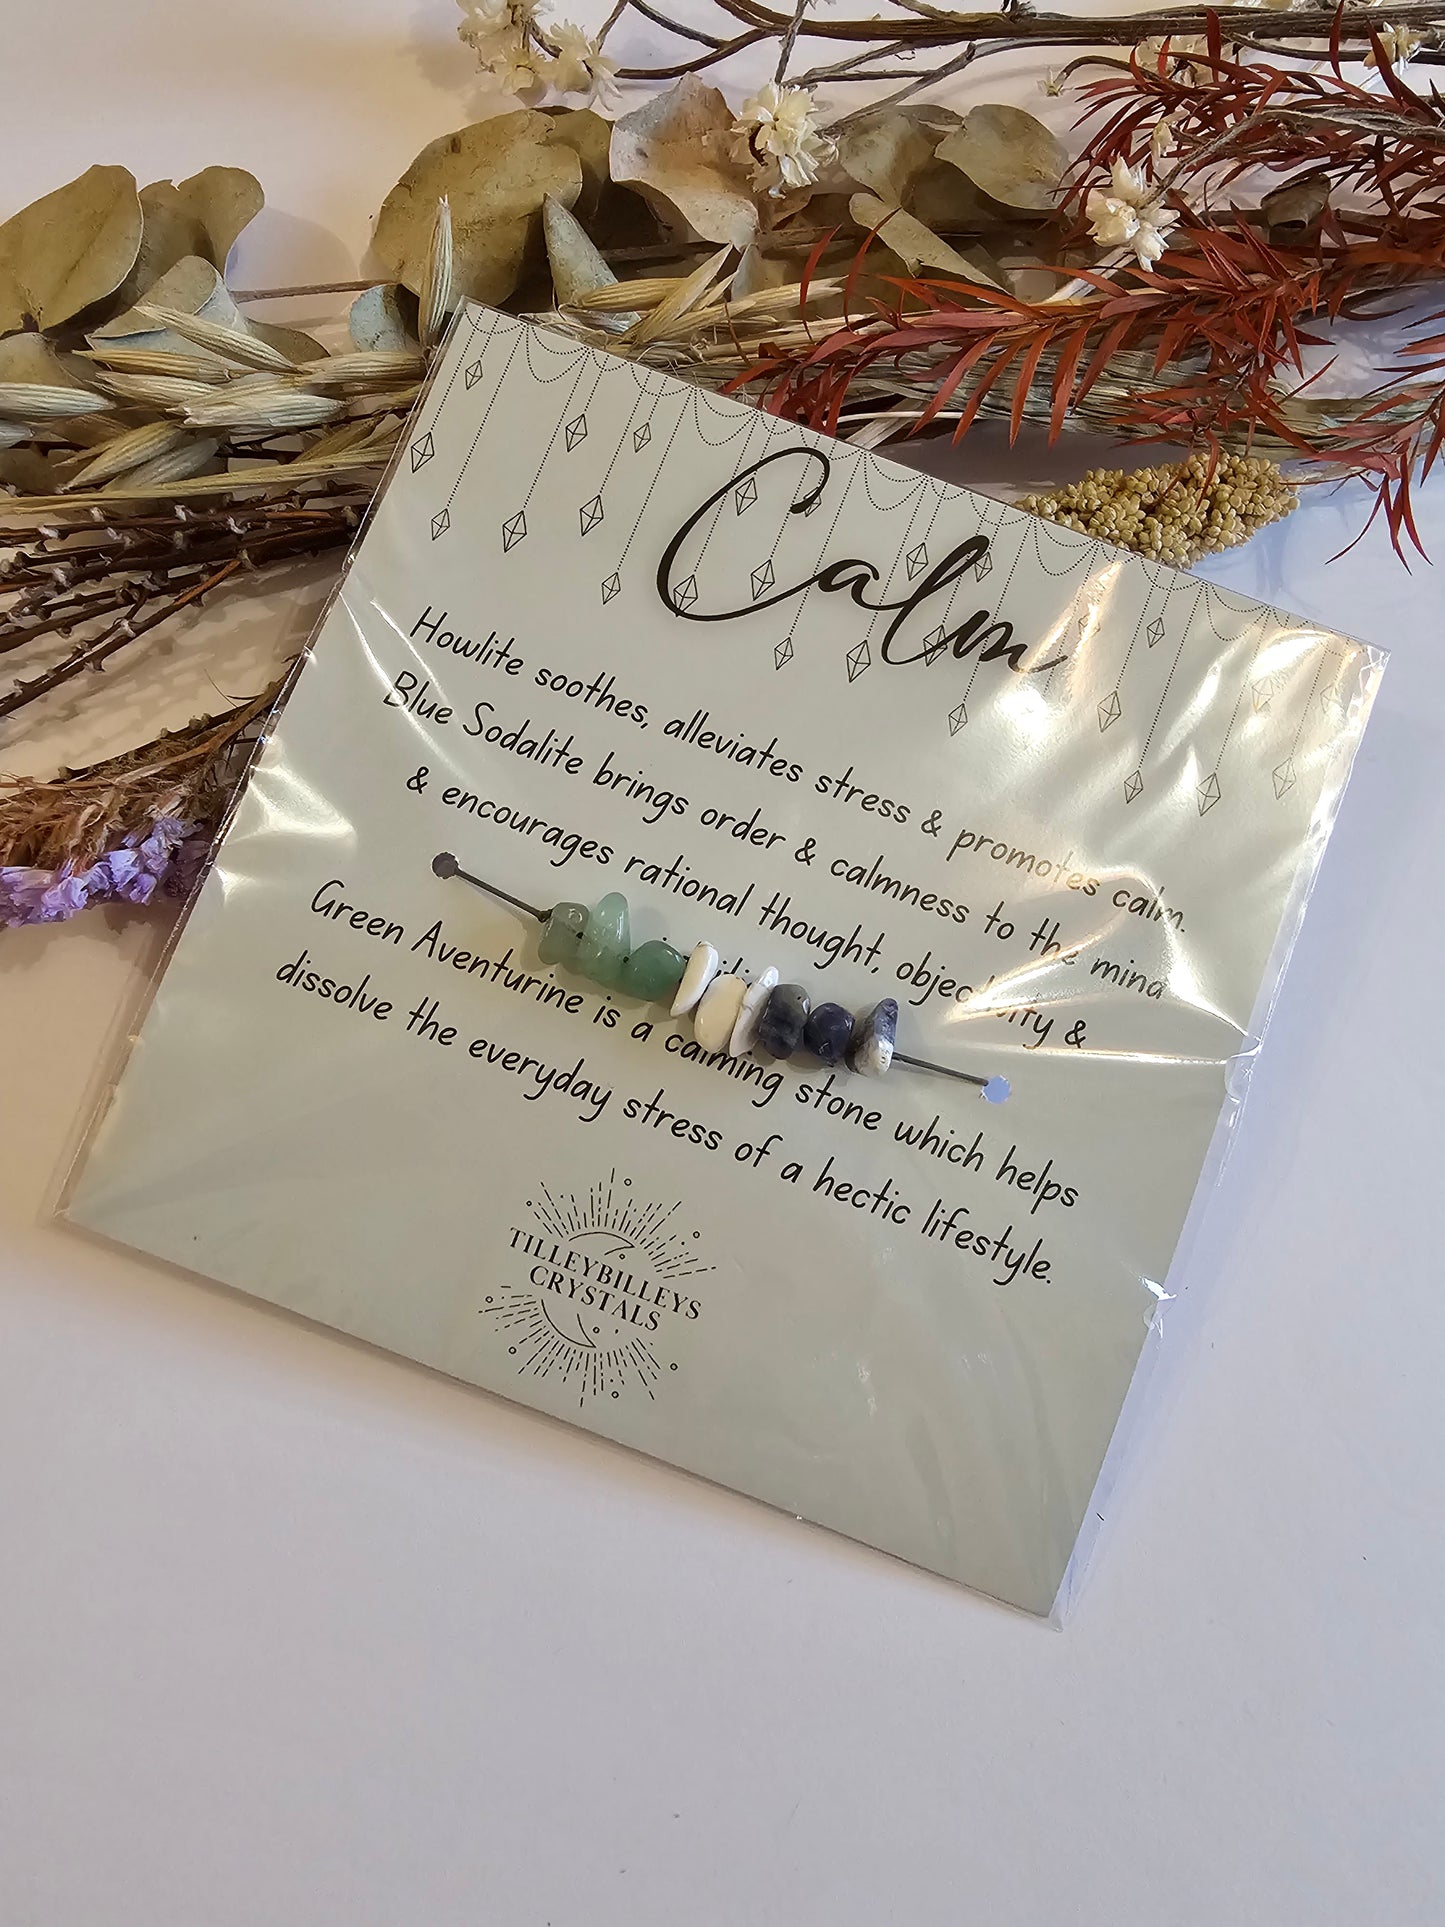 Calm
Howlite soothes, alleviates stress & promotes calm.
Blue Sodalite brings order & calmness to the mind
& encourages rational thought, objectivity &
Green Aventurine is a calming stone which helps
dissolve the everyday stress of a hectic lifestyle.
TILLEYBILLEYS
CRYSTALS